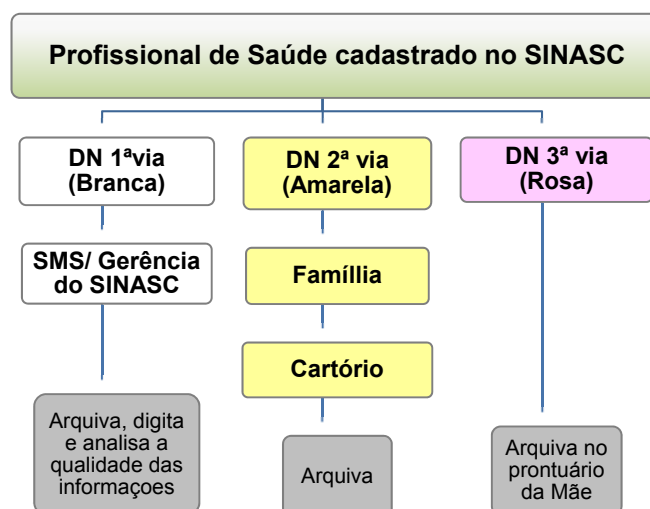 Profissional de Saúde cadastrado no SINASC
DN 1ªvia
(Branca)
DN 2ª via
(Amarela)
DN 3ª via
(Rosa)
SMS/ Gerência
do SINASC
Famíllia
Cartório
Arquiva, digita
e analisa a
qualidade das
informaçoes
Arquiva
Arquiva no
prontuário
da Mãe